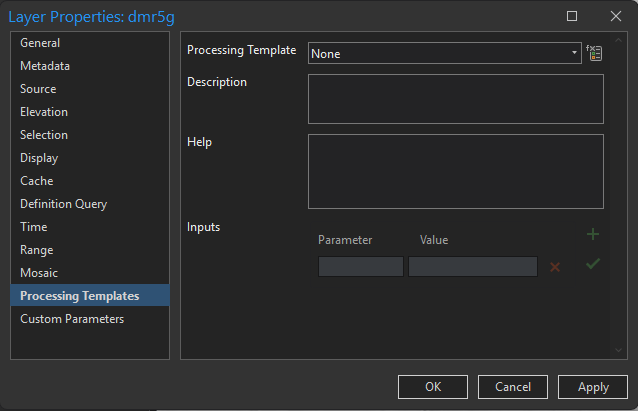 Layer Properties: dmr5g
General
Metadata
Source
Elevation
Selection
Display
Cache
Definition Query
Time
Range
Mosaic
Processing Templates
Custom Parameters
Processing Template
None
Description
Help
Inputs
Parameter Value
OK Cancel Apply